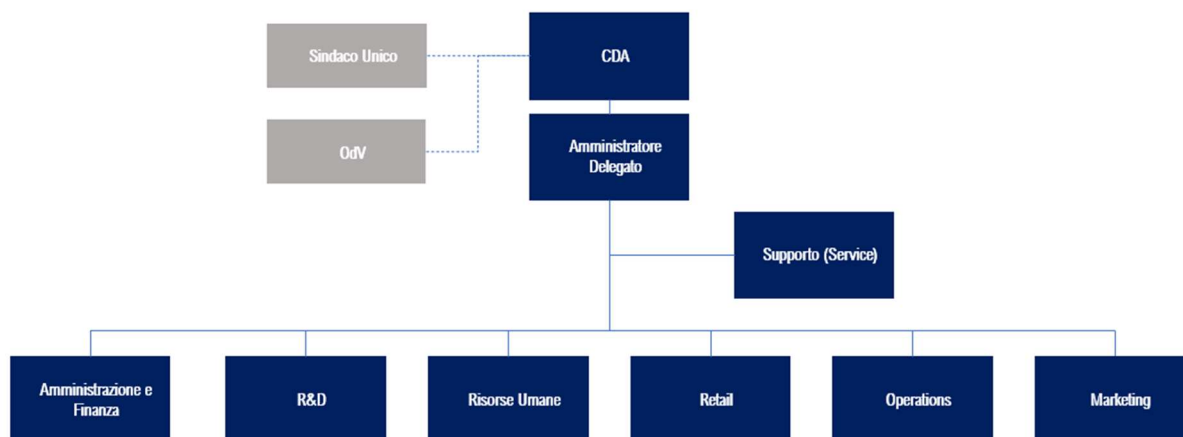 Sindaco Unico
CDA
OdV
Amministratore
Delegato
Supporto (Service)
Amministrazione e
Finanza
R&D
Risorse Umane
Retail
Operations
Marketing